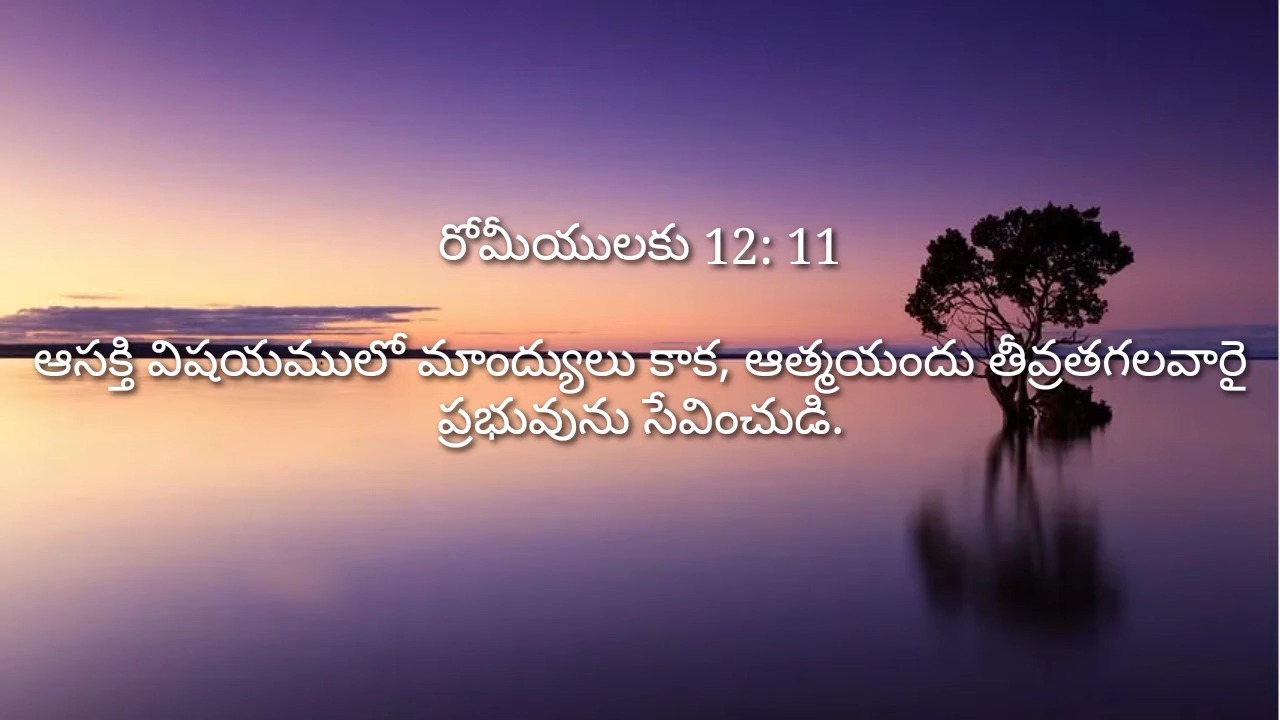 రోమీయులకు 12: 11
ఆసక్తి విషయములో మాంద్యులు కాక, ఆత్మయందు తీవ్రతగలవారై
ప్రభువును సేవించుడి.